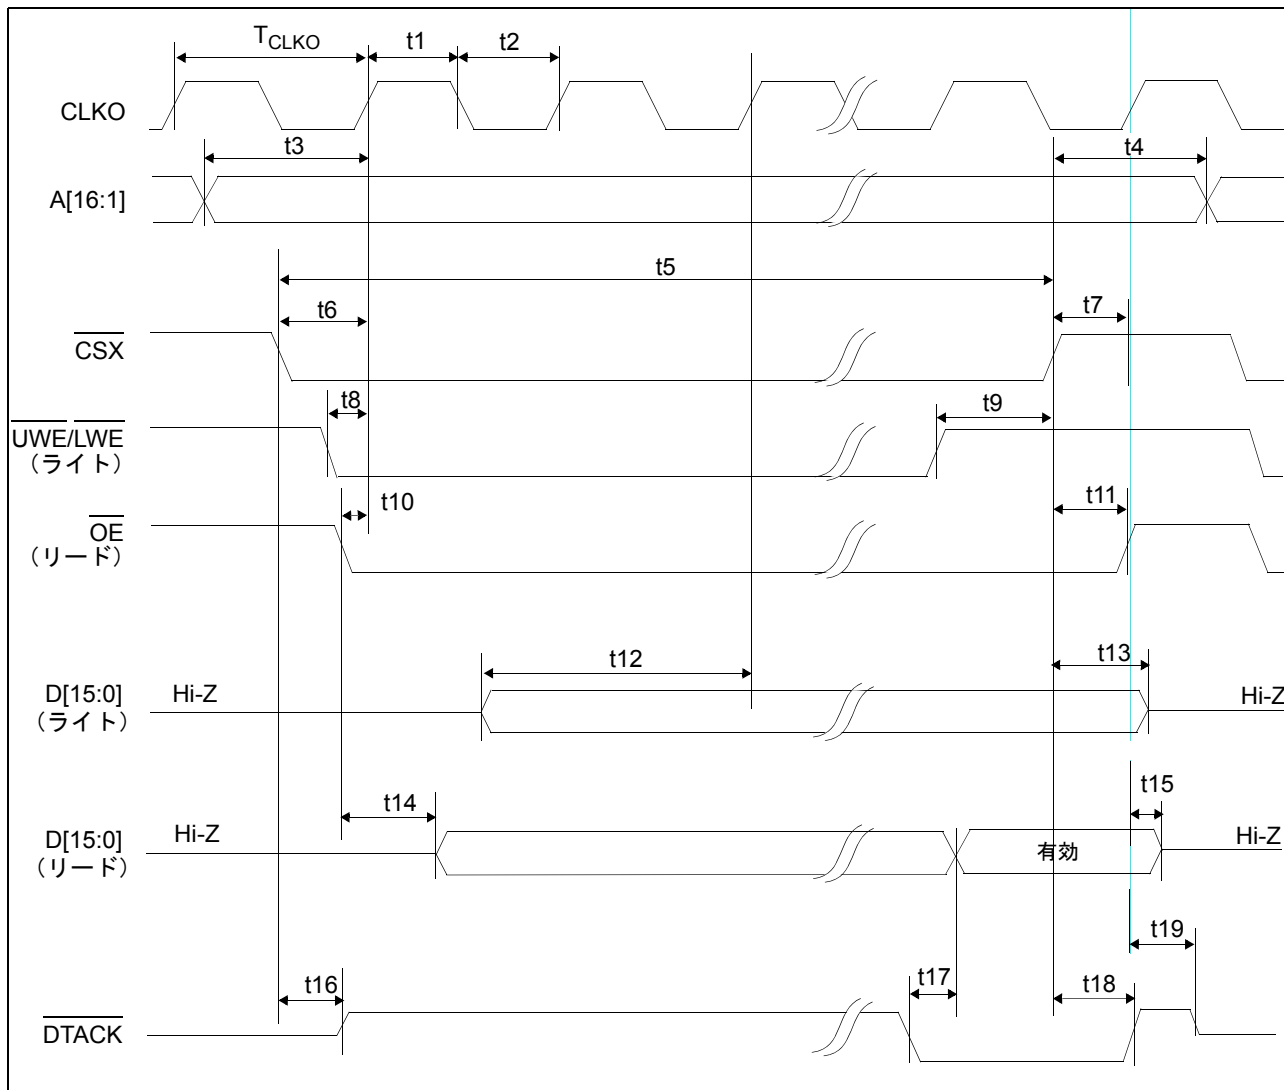 TCLKO
t1
t2
CLKO
t3
t4
A[16:1]
t5
t6
t7
CSX
t8
t9
UWE/LWE
（ライト）
t10
t11
OE
（リード）
t12
t13
D[15:0]
（ライト）
Hi-Z
Hi-Z
t14
t15
D[15:0]
（リード）
Hi-Z
有効
Hi-Z
t16
t17
t18
t19
DTACK